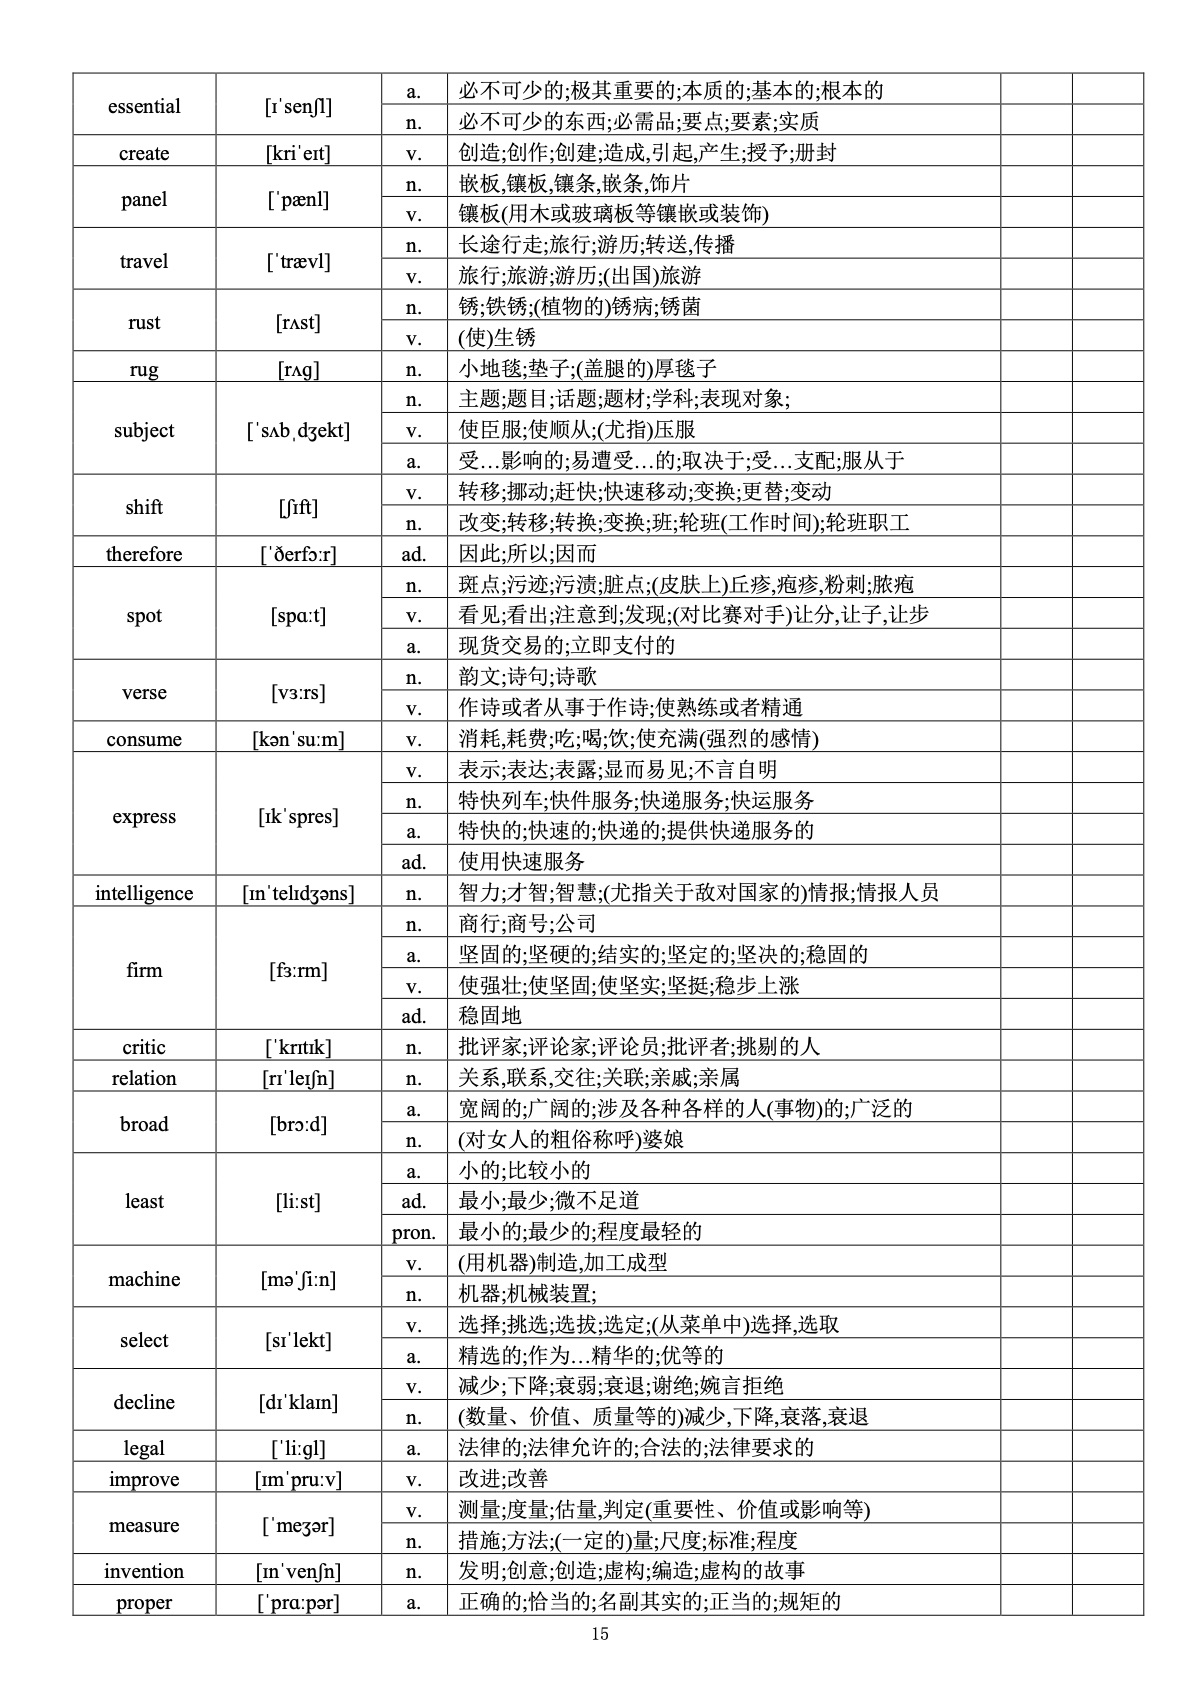 essential [ɪˈsenʃl] a. 必不可少的;极其重要的;本质的;基本的;根本的
n. 必不可少的东西;必需品;要点;要素;实质
create [kriˈeɪt] v. 创造;创作;创建;造成,引起,产生;授予;册封
panel [ˈpænl] n. 嵌板,镶板,镶条,嵌条,饰片
v. 镶板(用木或玻璃板等镶嵌或装饰)
travel [ˈtrævl] n. 长途行走;旅行;游历;转送,传播
v. 旅行;旅游;游历;(出国)旅游
rust [rʌst] n. 锈;铁锈;(植物的)锈病;锈菌
v. (使)生锈
rug [rʌɡ] n. 小地毯;垫子;(盖腿的)厚毯子
subject [ˈsʌbˌdʒekt] n. 主题;题目;话题;题材;学科;表现对象;
v. 使臣服;使顺从;(尤指)压服
a. 受…影响的;易遭受…的;取决于;受…支配;服从于
shift [ʃɪft] v. 转移;挪动;赶快;快速移动;变换;更替;变动
n. 改变;转移;转换;变换;班;轮班(工作时间);轮班职工
therefore [ˈðerfɔːr] ad. 因此;所以;因而
spot [spɑːt] n. 斑点;污迹;污渍;脏点;(皮肤上)丘疹,疱疹,粉刺;脓疱
v. 看见;看出;注意到;发现;(对比赛对手)让分,让子,让步
a. 现货交易的;立即支付的
verse [vɜːrs] n. 韵文;诗句;诗歌
v. 作诗或者从事于作诗;使熟练或者精通
consume [kənˈsuːm] v. 消耗,耗费;吃;喝;饮;使充满(强烈的感情)
express [ɪkˈspres] v. 表示;表达;表露;显而易见;不言自明
n. 特快列车;快件服务;快递服务;快运服务
a. 特快的;快速的;快递的;提供快递服务的
ad. 使用快速服务
intelligence [ɪnˈtelɪdʒəns] n. 智力;才智;智慧;(尤指关于敌对国家的)情报;情报人员
firm [fɜːrm] n. 商行;商号;公司
a. 坚固的;坚硬的;结实的;坚定的;坚决的;稳固的
v. 使强壮;使坚固;使坚实;坚挺;稳步上涨
ad. 稳固地
critic [ˈkrɪtɪk] n. 批评家;评论家;评论员;批评者;挑剔的人
relation [rɪˈleɪʃn] n. 关系,联系,交往;关联;亲戚;亲属
broad [brɔːd] a. 宽阔的;广阔的;涉及各种各样的人(事物)的;广泛的
n. (对女人的粗俗称呼)婆娘
least [liːst] a. 小的;比较小的
ad. 最小;最少;微不足道
pron. 最小的;最少的;程度最轻的
machine [məˈʃiːn] v. (用机器)制造,加工成型
n. 机器;机械装置;
select [sɪˈlekt] v. 选择;挑选;选拔;选定;(从菜单中)选择,选取
a. 精选的;作为…精华的;优等的
decline [dɪˈklaɪn] v. 减少;下降;衰弱;衰退;谢绝;婉言拒绝
n. (数量、价值、质量等的)减少,下降,衰落,衰退
legal [ˈliːɡl] a. 法律的;法律允许的;合法的;法律要求的
improve [ɪmˈpruːv] v. 改进;改善
measure [ˈmeʒər] v. 测量;度量;估量,判定(重要性、价值或影响等)
n. 措施;方法;(一定的)量;尺度;标准;程度
invention [ɪnˈvenʃn] n. 发明;创意;创造;虚构;编造;虚构的故事
proper [ˈprɑːpər] a. 正确的;恰当的;名副其实的;正当的;规矩的
15